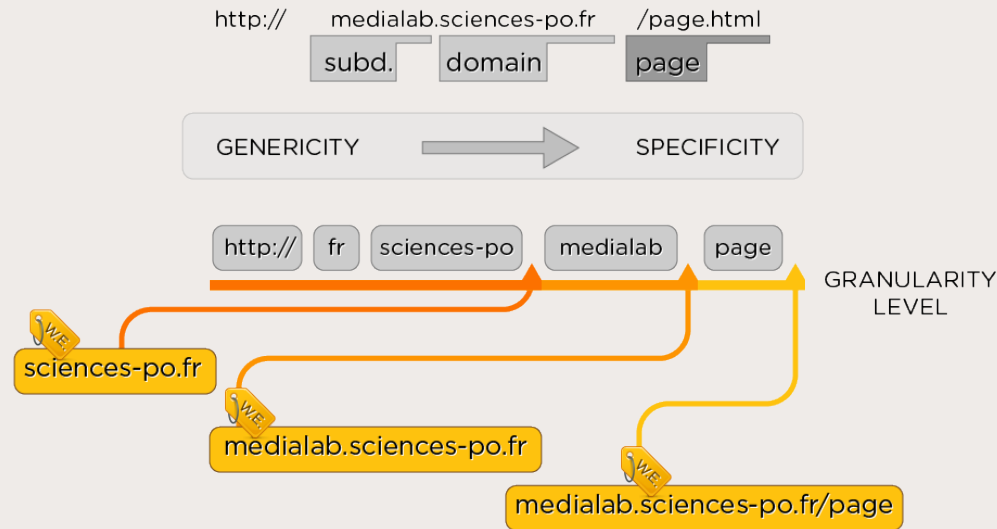 http:// medialab.sciences-po.fr /page.html
subd. domain page
GENERICITY SPECIFICITY
http:// fr sciences-po medialab page
GRANULARITY
LEVEL
W.E.
sciences-po.fr
W.E.
medialab.sciences-po.fr
W.E.
medialab.sciences-po.fr/page